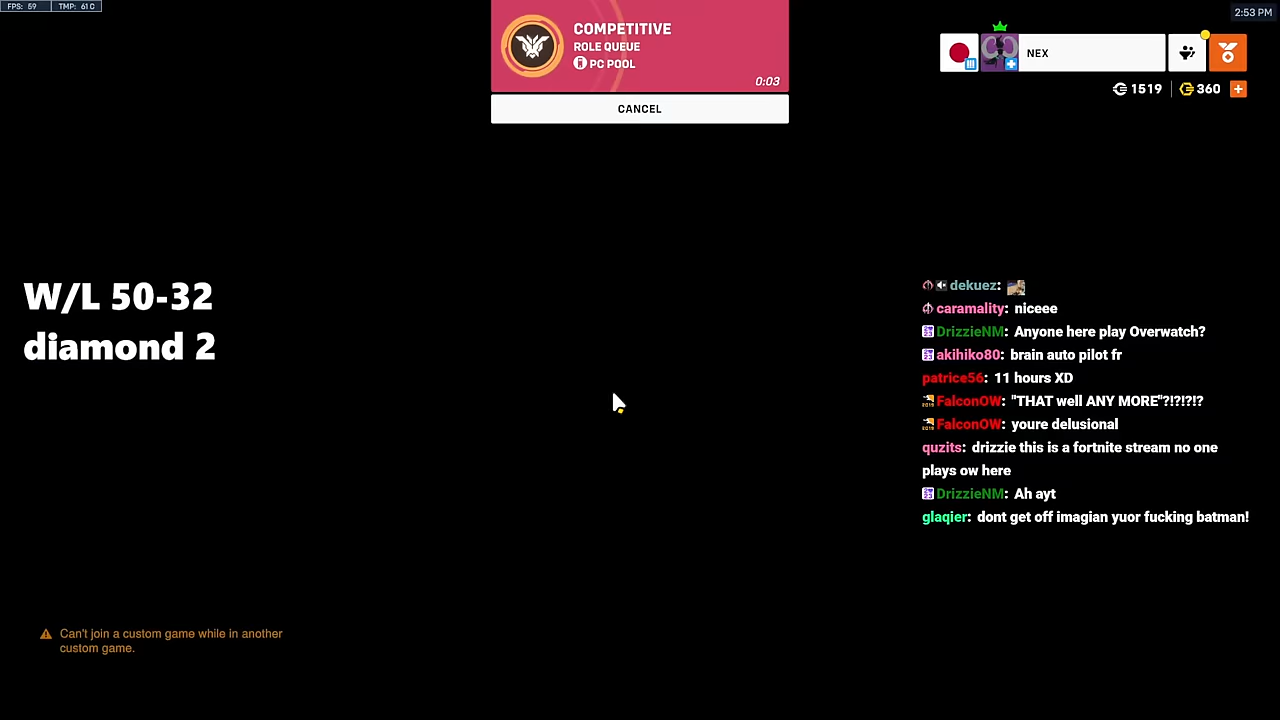 FPS: 59 TMP: 61 C
2:53 PM
COMPETITIVE
ROLE QUEUE
PC POOL
0:03
CANCEL
NEX
1519 360
W/L 50-32
diamond 2
dekuez:
caramality: niceee
DrizzieNM: Anyone here play Overwatch?
akihiko80: brain auto pilot fr
patrice56: 11 hours XD
FalconOW: "THAT well ANY MORE"?!?!?!?
FalconOW: youre delusional
quzits: drizzie this is a fortnite stream no one
plays ow here
DrizzieNM: Ah ayt
glaqier: dont get off imagian yuor fucking batman!
Can't join a custom game while in another
custom game.